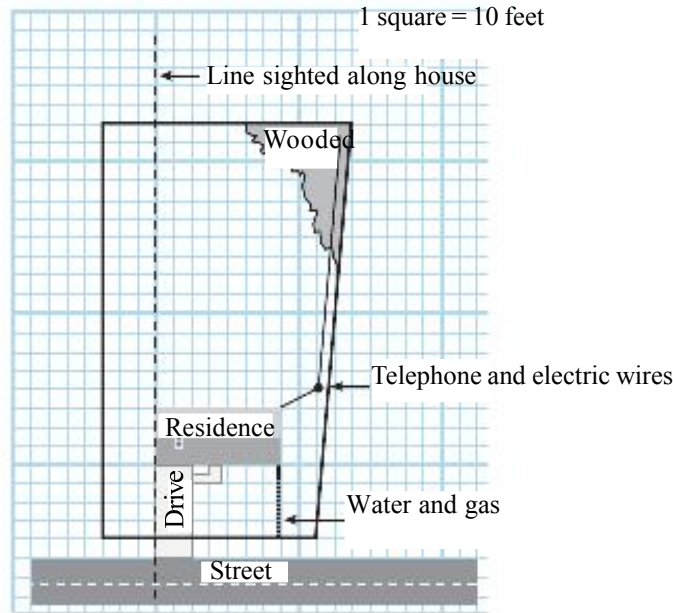 1 square = 10 feet
Line sighted along house
Wooded
Telephone and electric wires
Residence
Drive
Water and gas
Street